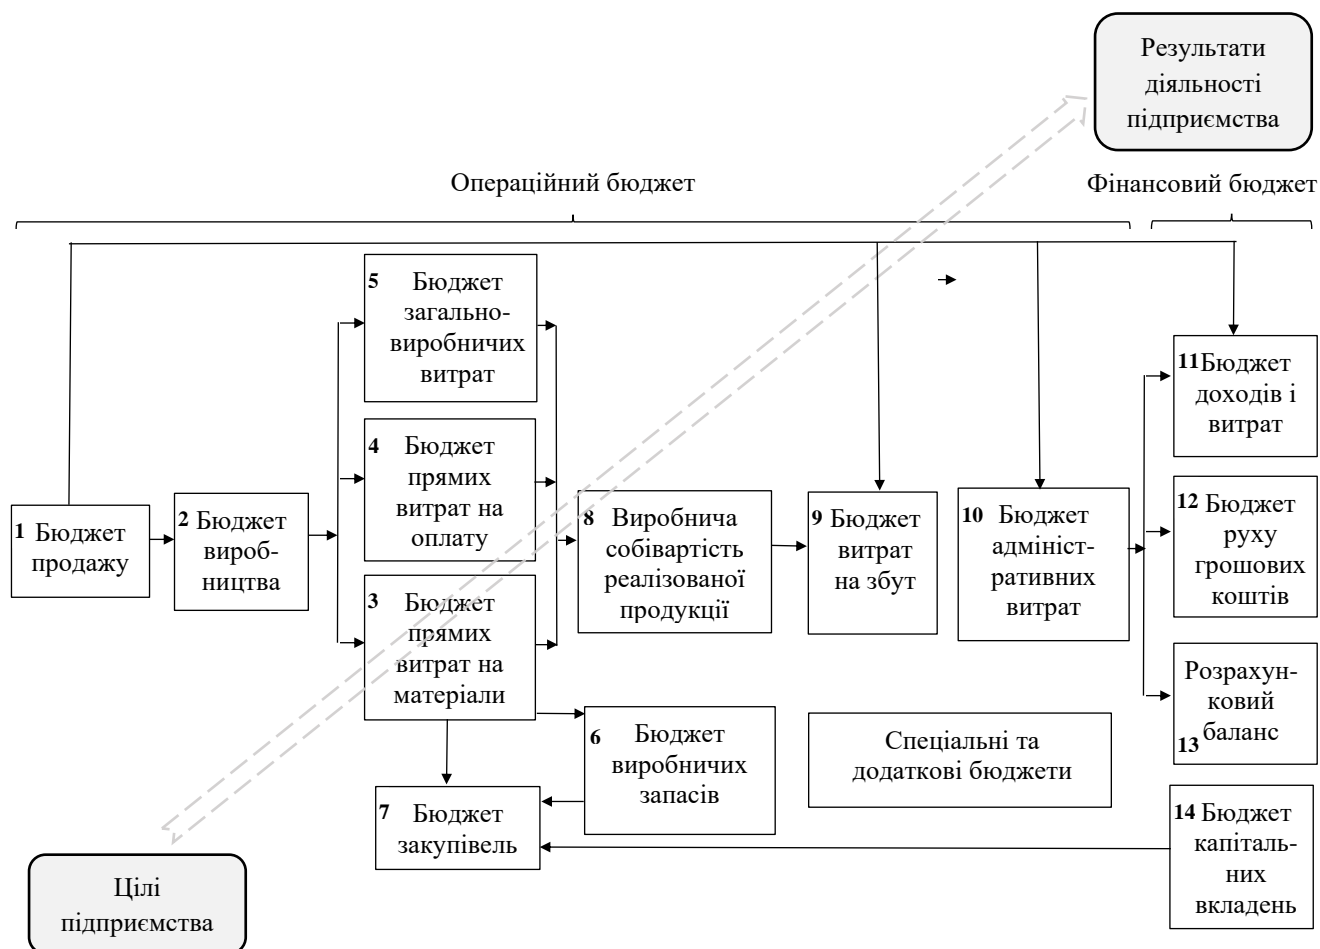 Результати
діяльності
підприємства
Операційний бюджет
Фінансовий бюджет
5 Бюджет
загально-
виробничих
витрат
11 Бюджет
доходів і
витрат
4 Бюджет
прямих
витрат на
оплату
1 Бюджет
продажу
2 Бюджет
вироб-
ництва
8 Виробнича
собівартість
реалізованої
продукції
9 Бюджет
витрат
на збут
10 Бюджет
адмініст-
ративних
витрат
12 Бюджет
руху
грошових
коштів
3 Бюджет
прямих
витрат на
матеріали
Розрахун-
ковий
баланс
13
6 Бюджет
виробничих
запасів
Спеціальні та
додаткові бюджети
7 Бюджет
закупівель
14 Бюджет
капіталь-
них
вкладень
Цілі
підприємства